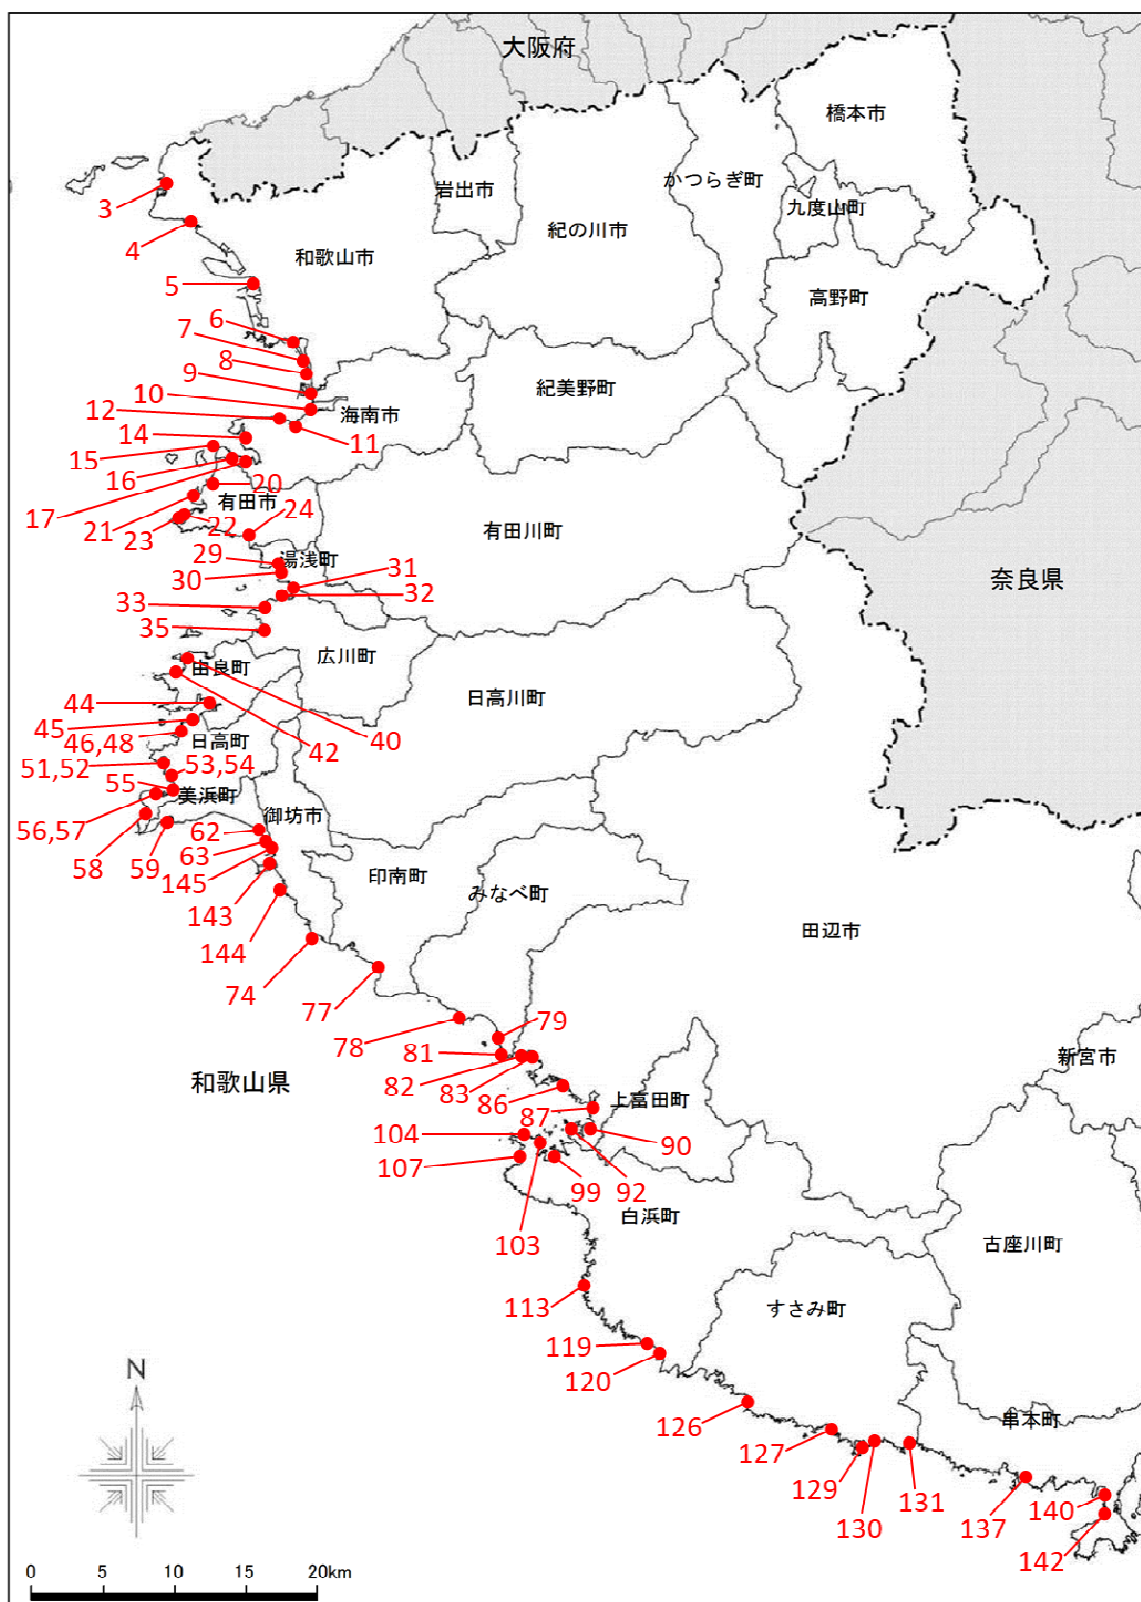 大阪府
橋本市
かつらぎ町
岩出市
3
九度山町
紀の川市
4
和歌山市
5
高野町
6
7
8
9
紀美野町
10
12
海南市
14
11
15
16
20
有田市
24
17
21
22
23
有田川町
29
湯浅町
30
31
奈良県
32
33
35
広川町
由良町
日高川町
44
45
40
46,48
日高町
42
51,52
53,54
55
美浜町
御坊市
56,57
62
63
58
59
145
印南町
みなべ町
143
田辺市
144
74
77
79
78
81
新宮市
和歌山県
82
83
86
上富田町
87
104
90
107
99
92
白浜町
103
古座川町
113
すさみ町
119
N
120
串本町
126
127
129
131
140
130
137
142
0
5
10
20km